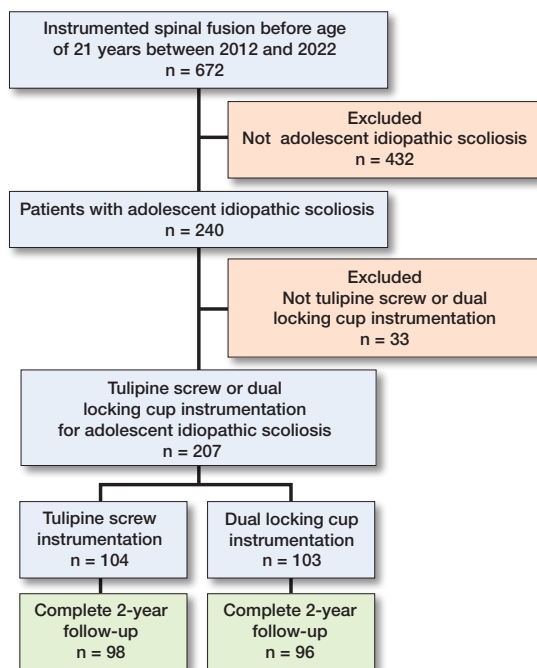 Instrumented spinal fusion before age
of 21 years between 2012 and 2022
n = 672
Excluded
Not adolescent idiopathic scoliosis
n = 432
Patients with adolescent idiopathic scoliosis
n = 240
Excluded
Not tulipine screw or dual
locking cup instrumentation
n = 33
Tulipine screw or dual
locking cup instrumentation
for adolescent idiopathic scoliosis
n = 207
Tulipine screw
instrumentation
n = 104
Dual locking cup
instrumentation
n = 103
Complete 2-year
follow-up
n = 98
Complete 2-year
follow-up
n = 96